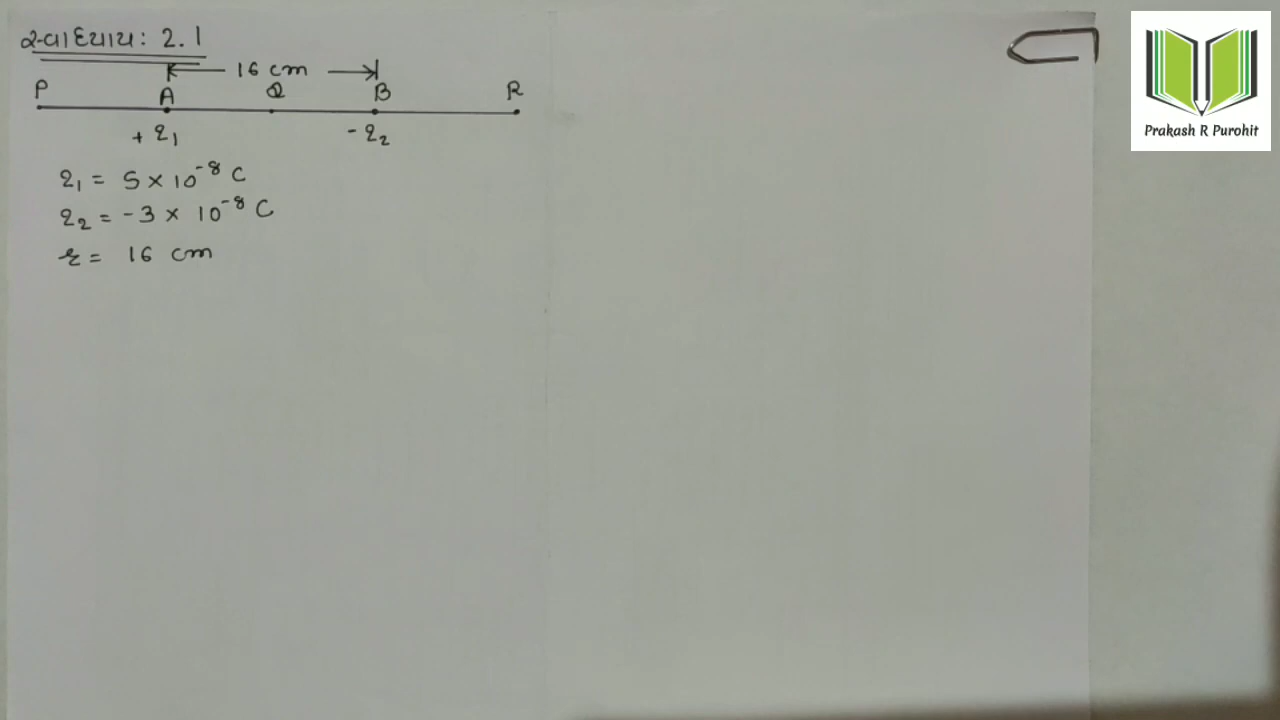 સ્વાધ્યાય: 2.1
16 cm
P A Q B R
+ q₁ - q₂
q₁ = 5 × 10⁻⁸ C
q₂ = -3 × 10⁻⁸ C
r = 16 cm
Prakash R Purohit